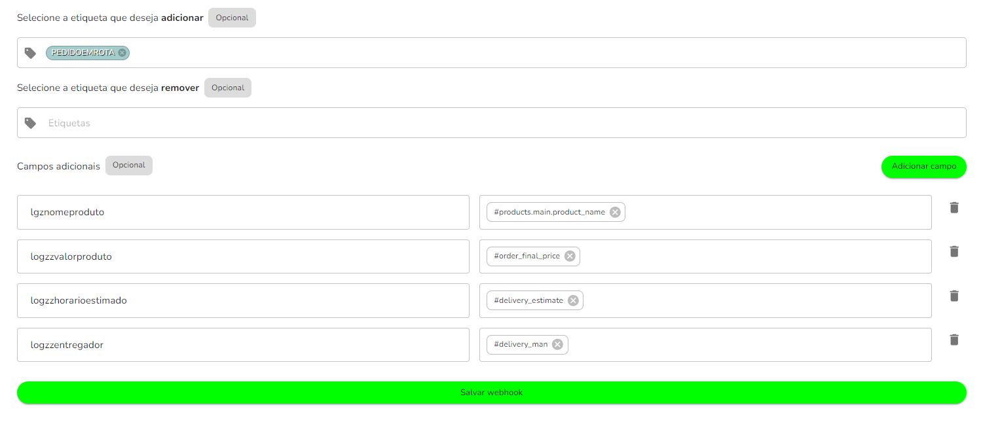 Selecione a etiqueta que deseja adicionar Opcional
PEDIDOEMROTA
Selecione a etiqueta que deseja remover Opcional
Etiquetas
Campos adicionais Opcional Adicionar campo
lgznomeproduto #products.main.product_name
logzzvalorproduto #order_final_price
logzzhorarioestimado #delivery_estimate
logzzentregador #delivery_man
Salvar webhook